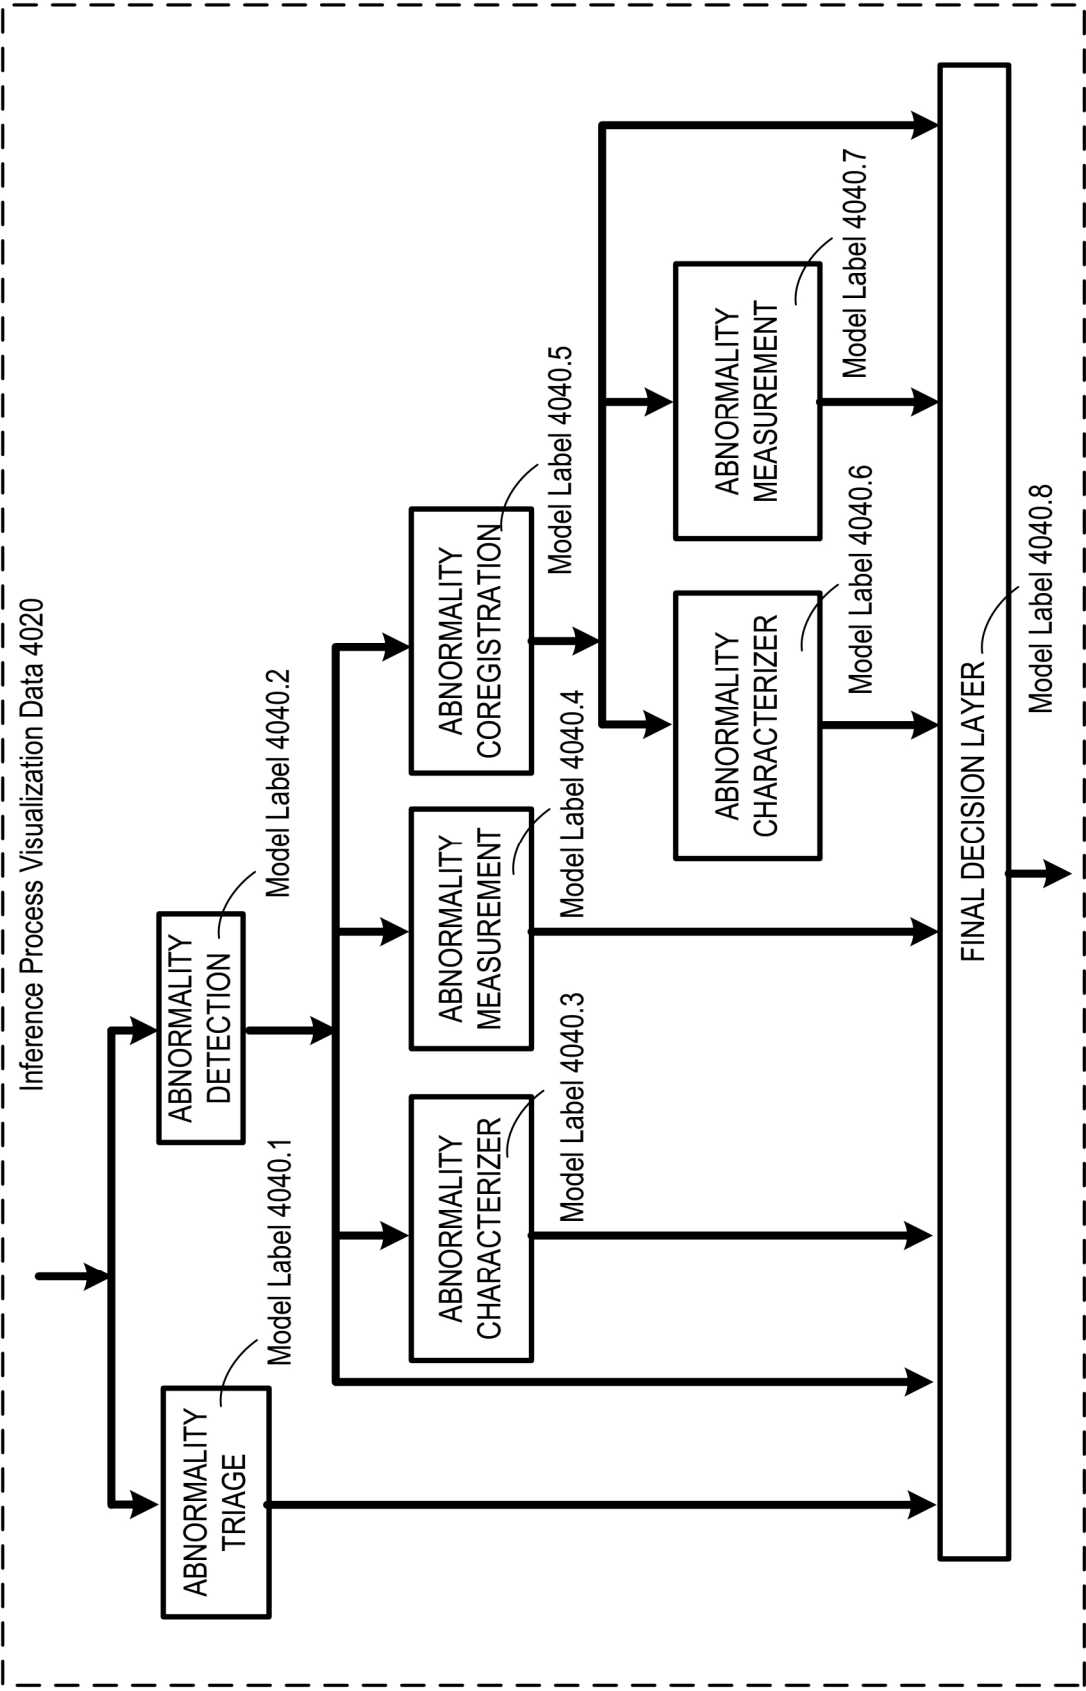 Inference Process Visualization Data 4020
ABNORMALITY
TRIAGE
Model Label 4040.1
ABNORMALITY
DETECTION
Model Label 4040.2
ABNORMALITY
CHARACTERIZER
Model Label 4040.3
ABNORMALITY
MEASUREMENT
Model Label 4040.4
ABNORMALITY
COREGISTRATION
Model Label 4040.5
ABNORMALITY
CHARACTERIZER
Model Label 4040.6
ABNORMALITY
MEASUREMENT
Model Label 4040.7
FINAL DECISION LAYER
Model Label 4040.8